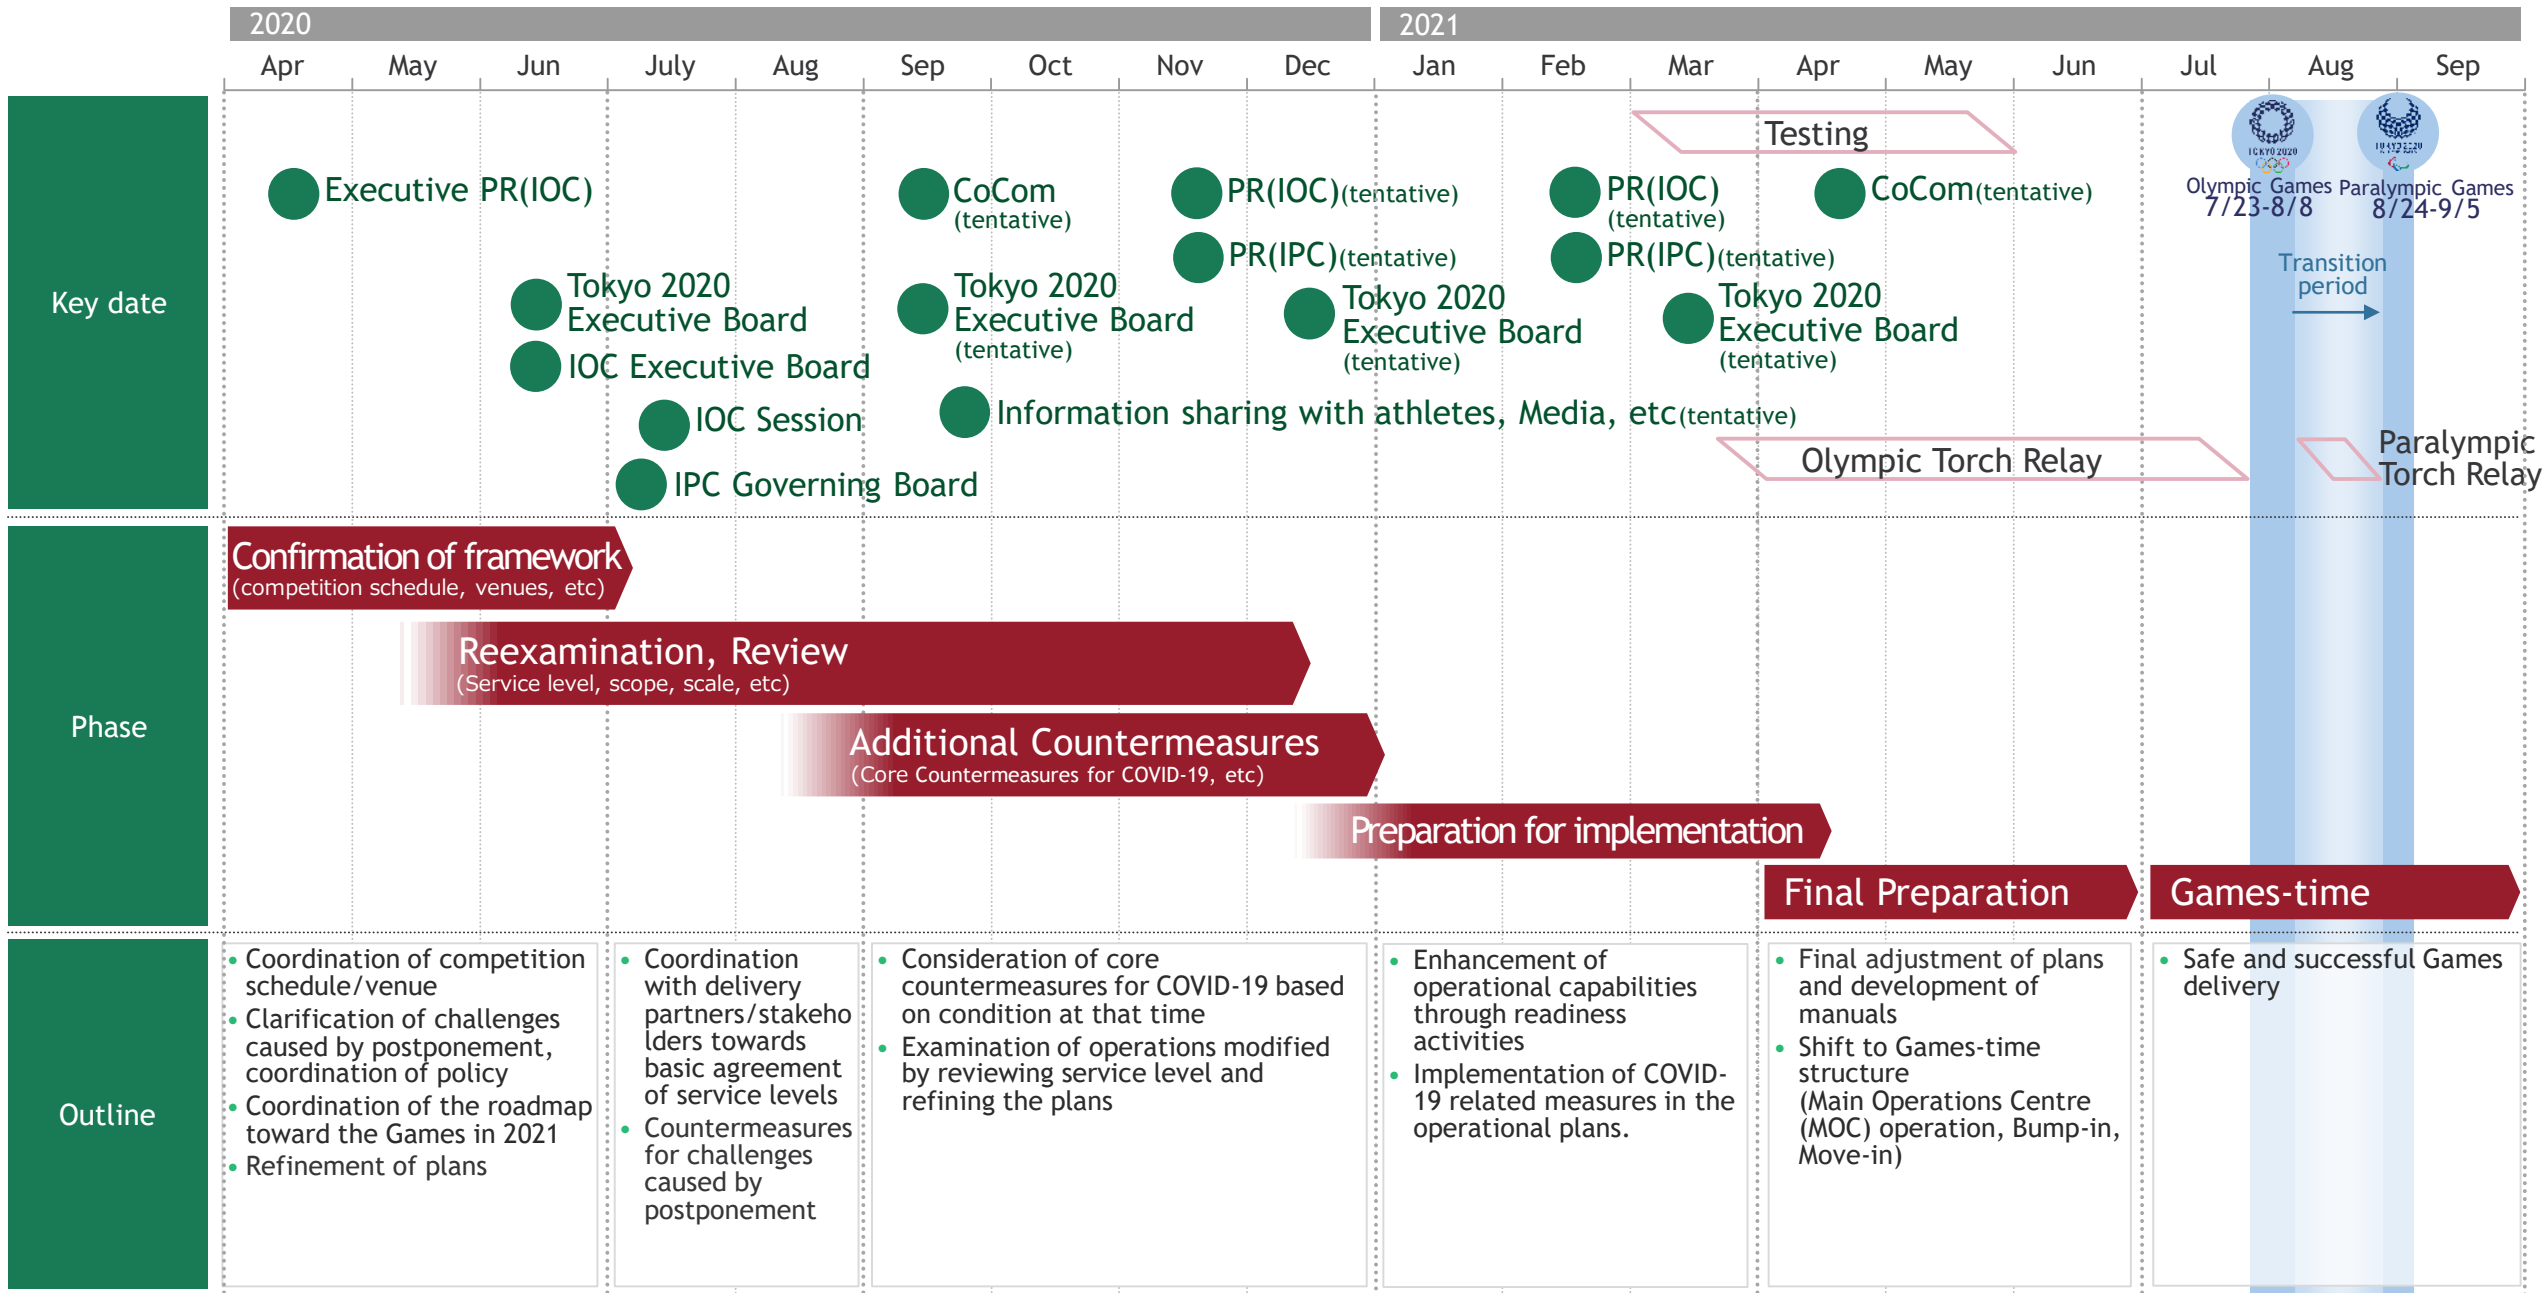 2020
2021
Apr
May
Jun
July
Aug
Sep
Oct
Nov
Dec
Jan
Feb
Mar
Apr
May
Jun
Jul
Aug
Sep
Key date
Testing
Executive PR(IOC)
CoCom
(tentative)
PR(IOC)(tentative)
PR(IOC)
(tentative)
CoCom(tentative)
TOKYO 2020
TOKYO 2020
Olympic Games
7/23-8/8
Paralympic Games
8/24-9/5
PR(IPC)(tentative)
PR(IPC)(tentative)
Transition
period
Tokyo 2020
Executive Board
Tokyo 2020
Executive Board
(tentative)
Tokyo 2020
Executive Board
(tentative)
Tokyo 2020
Executive Board
(tentative)
IOC Executive Board
IOC Session
Information sharing with athletes, Media, etc(tentative)
Olympic Torch Relay
Paralympic
Torch Relay
IPC Governing Board
Phase
Confirmation of framework
(competition schedule, venues, etc)
Reexamination, Review
(Service level, scope, scale, etc)
Additional Countermeasures
(Core Countermeasures for COVID-19, etc)
Preparation for implementation
Final Preparation
Games-time
Outline
• Coordination of competition
schedule/venue
• Clarification of challenges
caused by postponement,
coordination of policy
• Coordination of the roadmap
toward the Games in 2021
• Refinement of plans
• Coordination
with delivery
partners/stakeho
lders towards
basic agreement
of service levels
• Countermeasures
for challenges
caused by
postponement
• Consideration of core
countermeasures for COVID-19 based
on condition at that time
• Examination of operations modified
by reviewing service level and
refining the plans
• Enhancement of
operational capabilities
through readiness
activities
• Implementation of COVID-
19 related measures in the
operational plans.
• Final adjustment of plans
and development of
manuals
• Shift to Games-time
structure
(Main Operations Centre
(MOC) operation, Bump-in,
Move-in)
• Safe and successful Games
delivery